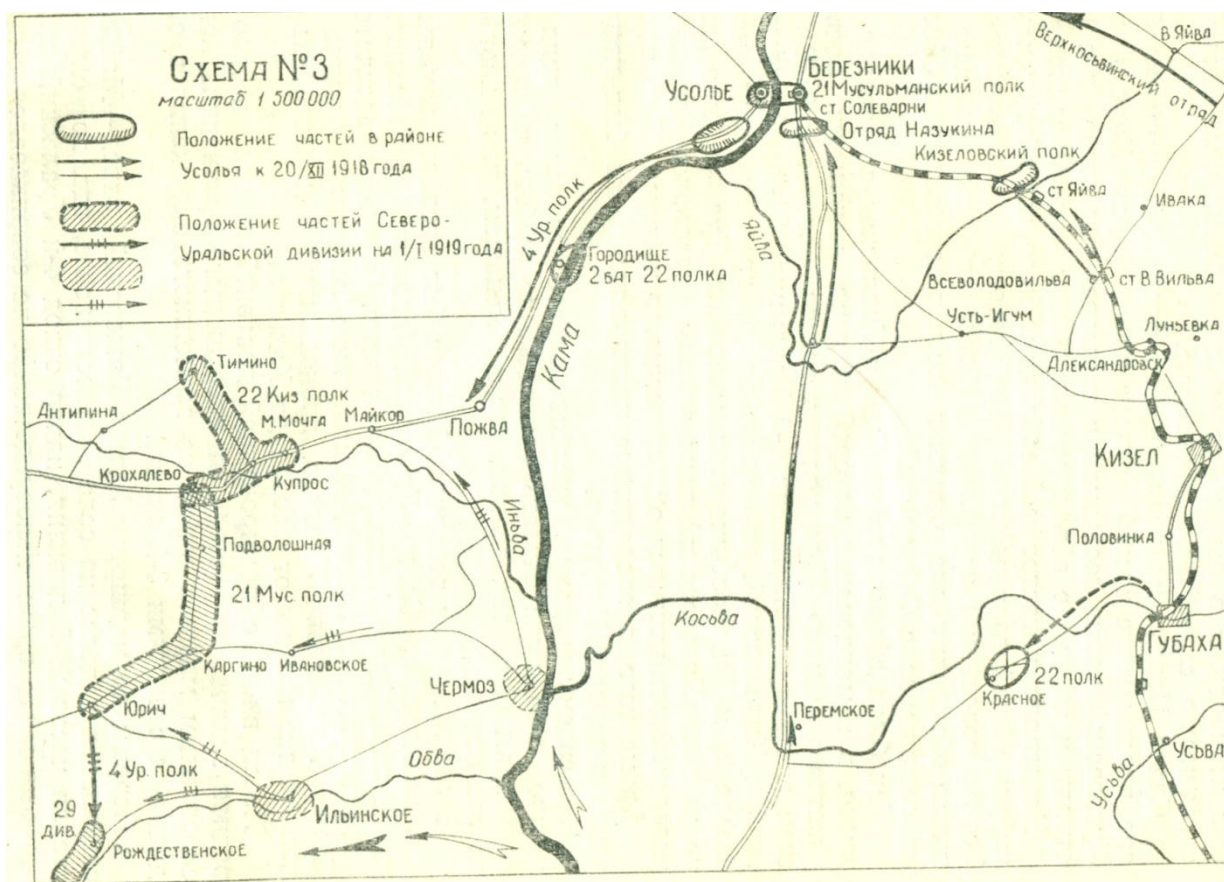 Схема №3
масштаб 1 500 000
Положение частей в районе
Усолья к 20/XII 1918 года
Положение частей Северо-
Уральской дивизии на 1/I 1919 года
В Яйва
Верхкосьвинский отряд
Березники
Усолье
21 Мусульманский полк
ст Солеварни
Отряд Назукина
Кизеловский полк
ст Яйва
Ивака
4 Ур. полк
Городище
2 бат 22 полка
Яйва
Всеволодовильва
ст В Вильва
Усть-Игум
Луньевка
Александровск
Кама
Тимино
22 Киз полк
Антипина
М. Мочга
Майкор
Пожва
Крохалево
Купрос
Кизел
Иньва
Подволошная
Половинка
21 Мус. полк
Косьва
Каргино
Ивановское
Губаха
Чермоз
22 полк
Красное
Юрич
Перемское
Обва
4 Ур. полк
Усьва
Усьва
29
див.
Ильинское
Рождественское